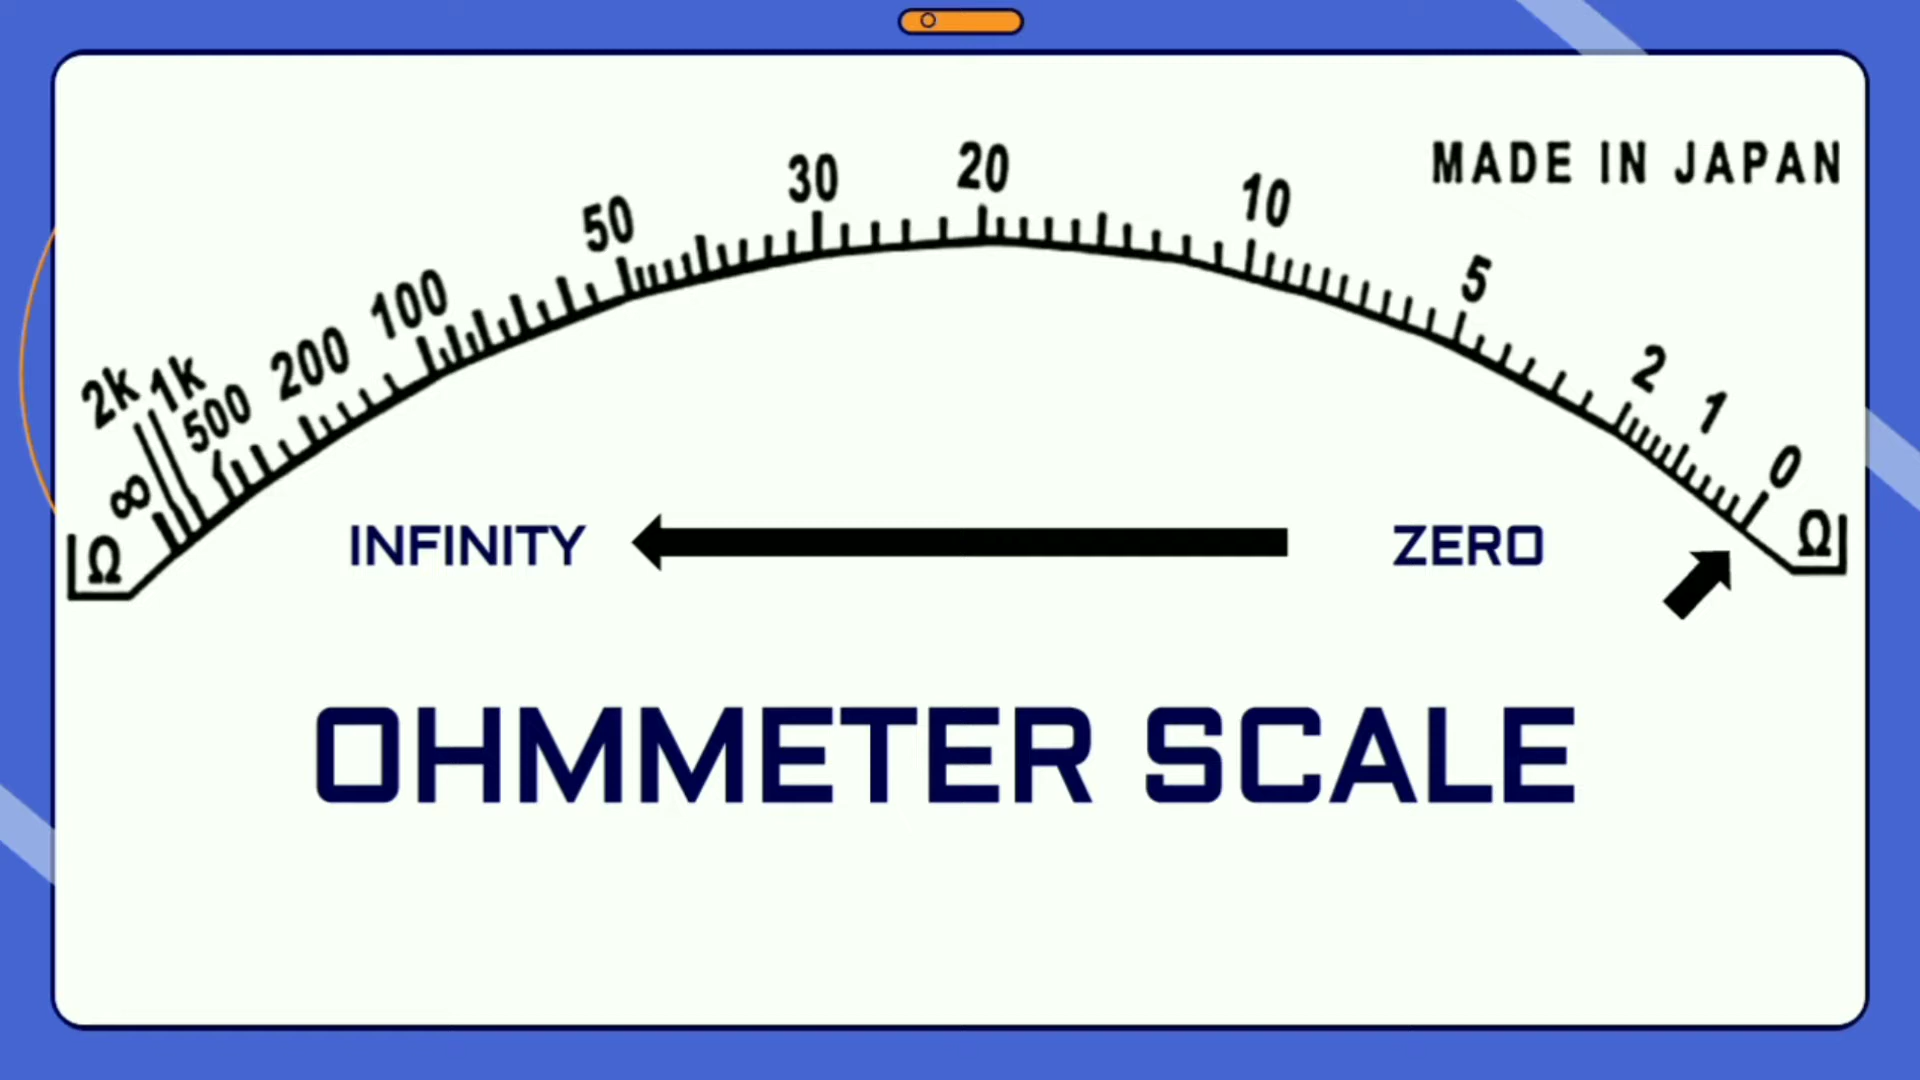 MADE IN JAPAN
2k 1k 500 200 100 50 30 20 10 5 2 1 0
∞
Ω Ω
INFINITY ZERO
OHMMETER SCALE